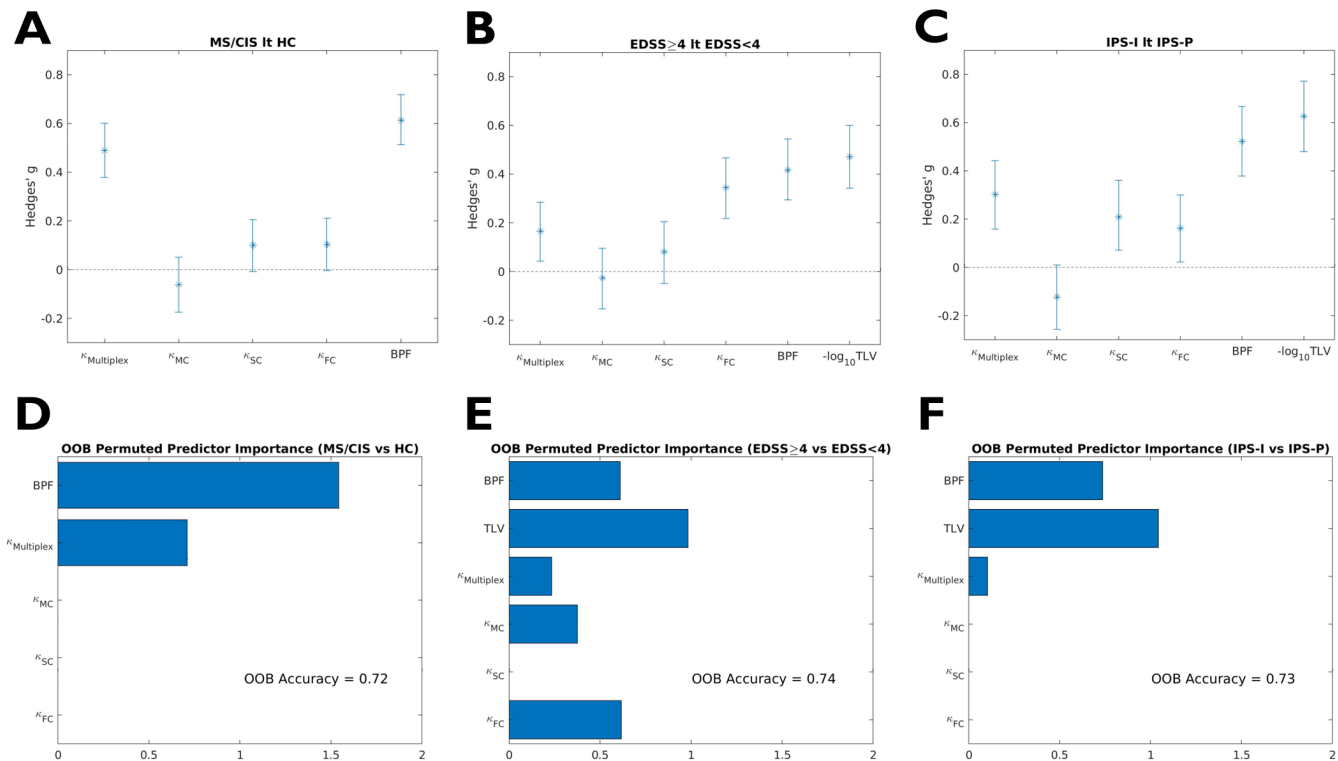 A
MS/CIS lt HC
Hedges' g
0.8
0.6
0.4
0.2
0
-0.2
κMultiplex
κMC
κSC
κFC
BPF
B
EDSS≥4 lt EDSS<4
Hedges' g
0.8
0.6
0.4
0.2
0
-0.2
κMultiplex
κMC
κSC
κFC
BPF
-log10TLV
C
IPS-I lt IPS-P
Hedges' g
0.8
0.6
0.4
0.2
0
-0.2
κMultiplex
κMC
κSC
κFC
BPF
-log10TLV
D
OOB Permuted Predictor Importance (MS/CIS vs HC)
BPF
κMultiplex
κMC
κSC
κFC
OOB Accuracy = 0.72
0 0.5 1 1.5 2
E
OOB Permuted Predictor Importance (EDSS≥4 vs EDSS<4)
BPF
TLV
κMultiplex
κMC
κSC
κFC
OOB Accuracy = 0.74
0 0.5 1 1.5 2
F
OOB Permuted Predictor Importance (IPS-I vs IPS-P)
BPF
TLV
κMultiplex
κMC
κSC
κFC
OOB Accuracy = 0.73
0 0.5 1 1.5 2